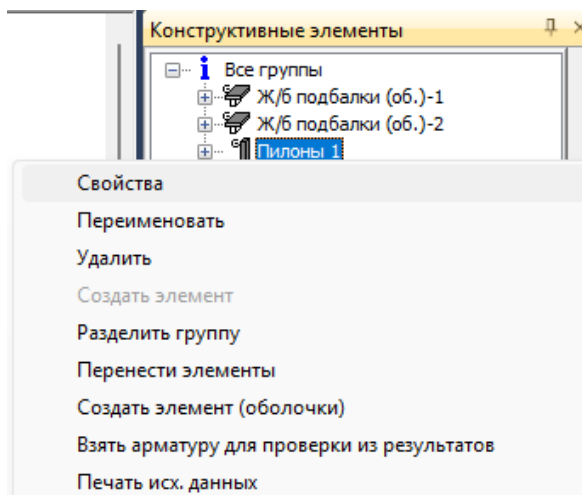 Конструктивные элементы
Все группы
Ж/б подбалки (об.)-1
Ж/б подбалки (об.)-2
Пилоны 1
Свойства
Переименовать
Удалить
Создать элемент
Разделить группу
Перенести элементы
Создать элемент (оболочки)
Взять арматуру для проверки из результатов
Печать исх. данных